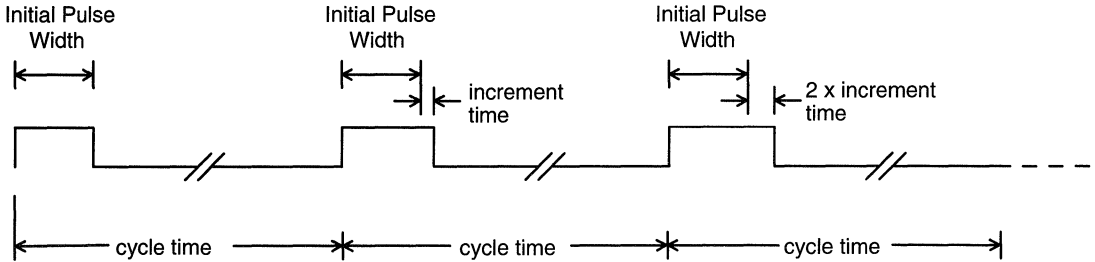 Initial Pulse
Width
Initial Pulse
Width
Initial Pulse
Width
increment
time
2 x increment
time
cycle time
cycle time
cycle time